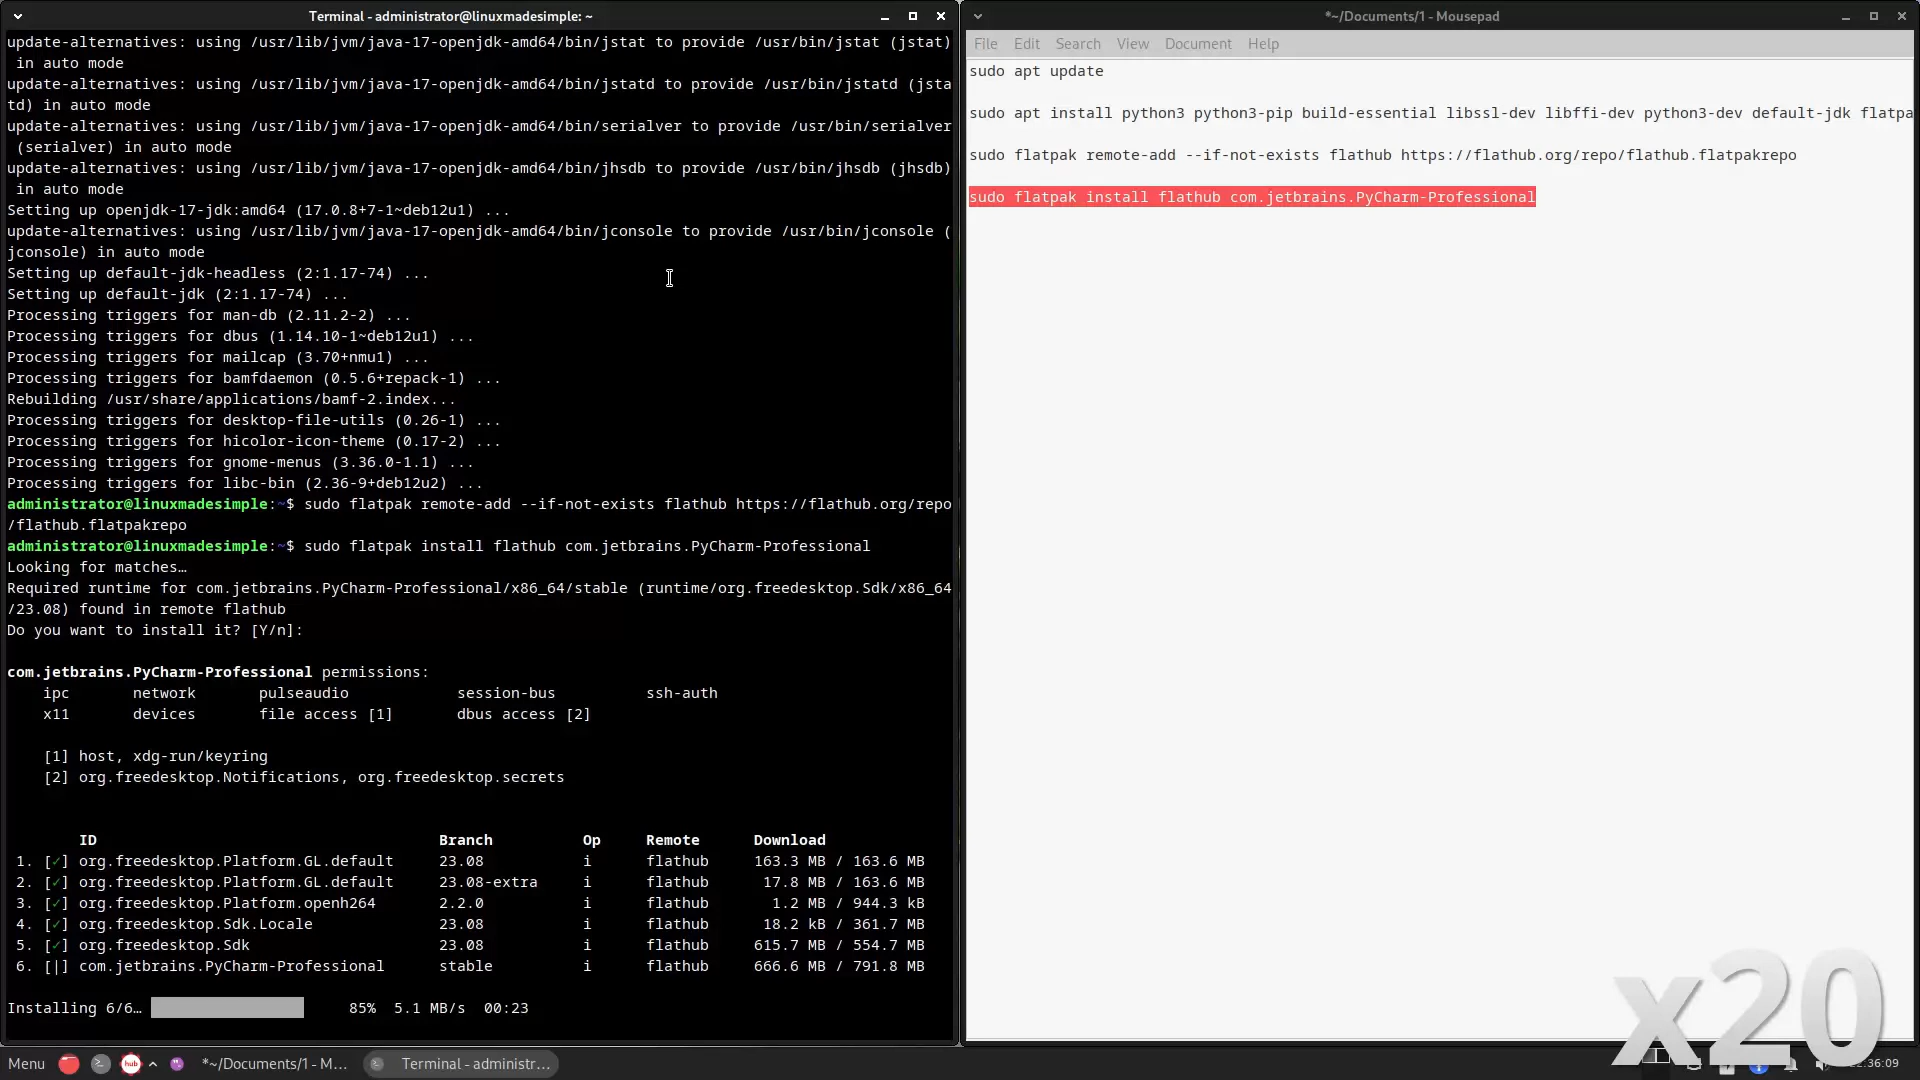 Terminal - administrator@linuxmadesimple: ~
update-alternatives: using /usr/lib/jvm/java-17-openjdk-amd64/bin/jstat to provide /usr/bin/jstat (jstat)
 in auto mode
update-alternatives: using /usr/lib/jvm/java-17-openjdk-amd64/bin/jstatd to provide /usr/bin/jstatd (jsta
td) in auto mode
update-alternatives: using /usr/lib/jvm/java-17-openjdk-amd64/bin/serialver to provide /usr/bin/serialver
 (serialver) in auto mode
update-alternatives: using /usr/lib/jvm/java-17-openjdk-amd64/bin/jhsdb to provide /usr/bin/jhsdb (jhsdb)
 in auto mode
Setting up openjdk-17-jdk:amd64 (17.0.8+7-1~deb12u1) ...
update-alternatives: using /usr/lib/jvm/java-17-openjdk-amd64/bin/jconsole to provide /usr/bin/jconsole (
jconsole) in auto mode
Setting up default-jdk-headless (2:1.17-74) ...
Setting up default-jdk (2:1.17-74) ...
Processing triggers for man-db (2.11.2-2) ...
Processing triggers for dbus (1.14.10-1~deb12u1) ...
Processing triggers for mailcap (3.70+nmu1) ...
Processing triggers for bamfdaemon (0.5.6+repack-1) ...
Rebuilding /usr/share/applications/bamf-2.index...
Processing triggers for desktop-file-utils (0.26-1) ...
Processing triggers for hicolor-icon-theme (0.17-2) ...
Processing triggers for gnome-menus (3.36.0-1.1) ...
Processing triggers for libc-bin (2.36-9+deb12u2) ...
administrator@linuxmadesimple:~$ sudo flatpak remote-add --if-not-exists flathub https://flathub.org/repo
/flathub.flatpakrepo
administrator@linuxmadesimple:~$ sudo flatpak install flathub com.jetbrains.PyCharm-Professional
Looking for matches…
Required runtime for com.jetbrains.PyCharm-Professional/x86_64/stable (runtime/org.freedesktop.Sdk/x86_64
/23.08) found in remote flathub
Do you want to install it? [Y/n]:
com.jetbrains.PyCharm-Professional permissions:
ipc network pulseaudio session-bus ssh-auth
x11 devices file access [1] dbus access [2]
[1] host, xdg-run/keyring
[2] org.freedesktop.Notifications, org.freedesktop.secrets
ID Branch Op Remote Download
1. [✓] org.freedesktop.Platform.GL.default 23.08 i flathub 163.3 MB / 163.6 MB
2. [✓] org.freedesktop.Platform.GL.default 23.08-extra i flathub 17.8 MB / 163.6 MB
3. [✓] org.freedesktop.Platform.openh264 2.2.0 i flathub 1.2 MB / 944.3 kB
4. [✓] org.freedesktop.Sdk.Locale 23.08 i flathub 18.2 kB / 361.7 MB
5. [✓] org.freedesktop.Sdk 23.08 i flathub 615.7 MB / 554.7 MB
6. [|] com.jetbrains.PyCharm-Professional stable i flathub 666.6 MB / 791.8 MB
Installing 6/6… 85% 5.1 MB/s 00:23
*~/Documents/1 - Mousepad
File Edit Search View Document Help
sudo apt update
sudo apt install python3 python3-pip build-essential libssl-dev libffi-dev python3-dev default-jdk flatpa
sudo flatpak remote-add --if-not-exists flathub https://flathub.org/repo/flathub.flatpakrepo
sudo flatpak install flathub com.jetbrains.PyCharm-Professional
x20
Menu hub *~/Documents/1 - M… Terminal - administr… 2:36:09